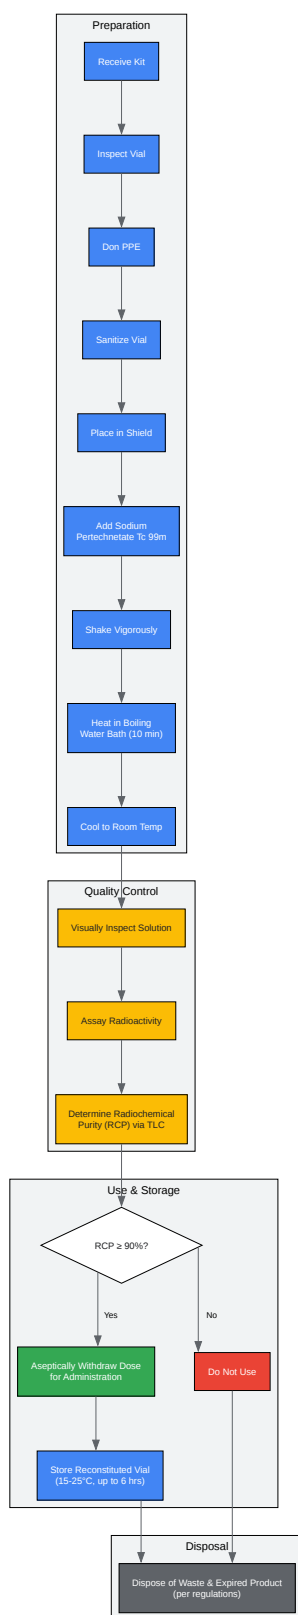 Preparation
Receive Kit
Inspect Vial
Don PPE
Sanitize Vial
Place in Shield
Add Sodium
Pertechnetate Tc 99m
Shake Vigorously
Heat in Boiling
Water Bath (10 min)
Cool to Room Temp
Quality Control
Visually Inspect Solution
Assay Radioactivity
Determine Radiochemical
Purity (RCP) via TLC
Use & Storage
RCP ≥ 90%?
Yes
No
Aseptically Withdraw Dose
for Administration
Do Not Use
Store Reconstituted Vial
(15-25°C, up to 6 hrs)
Disposal
Dispose of Waste & Expired Product
(per regulations)